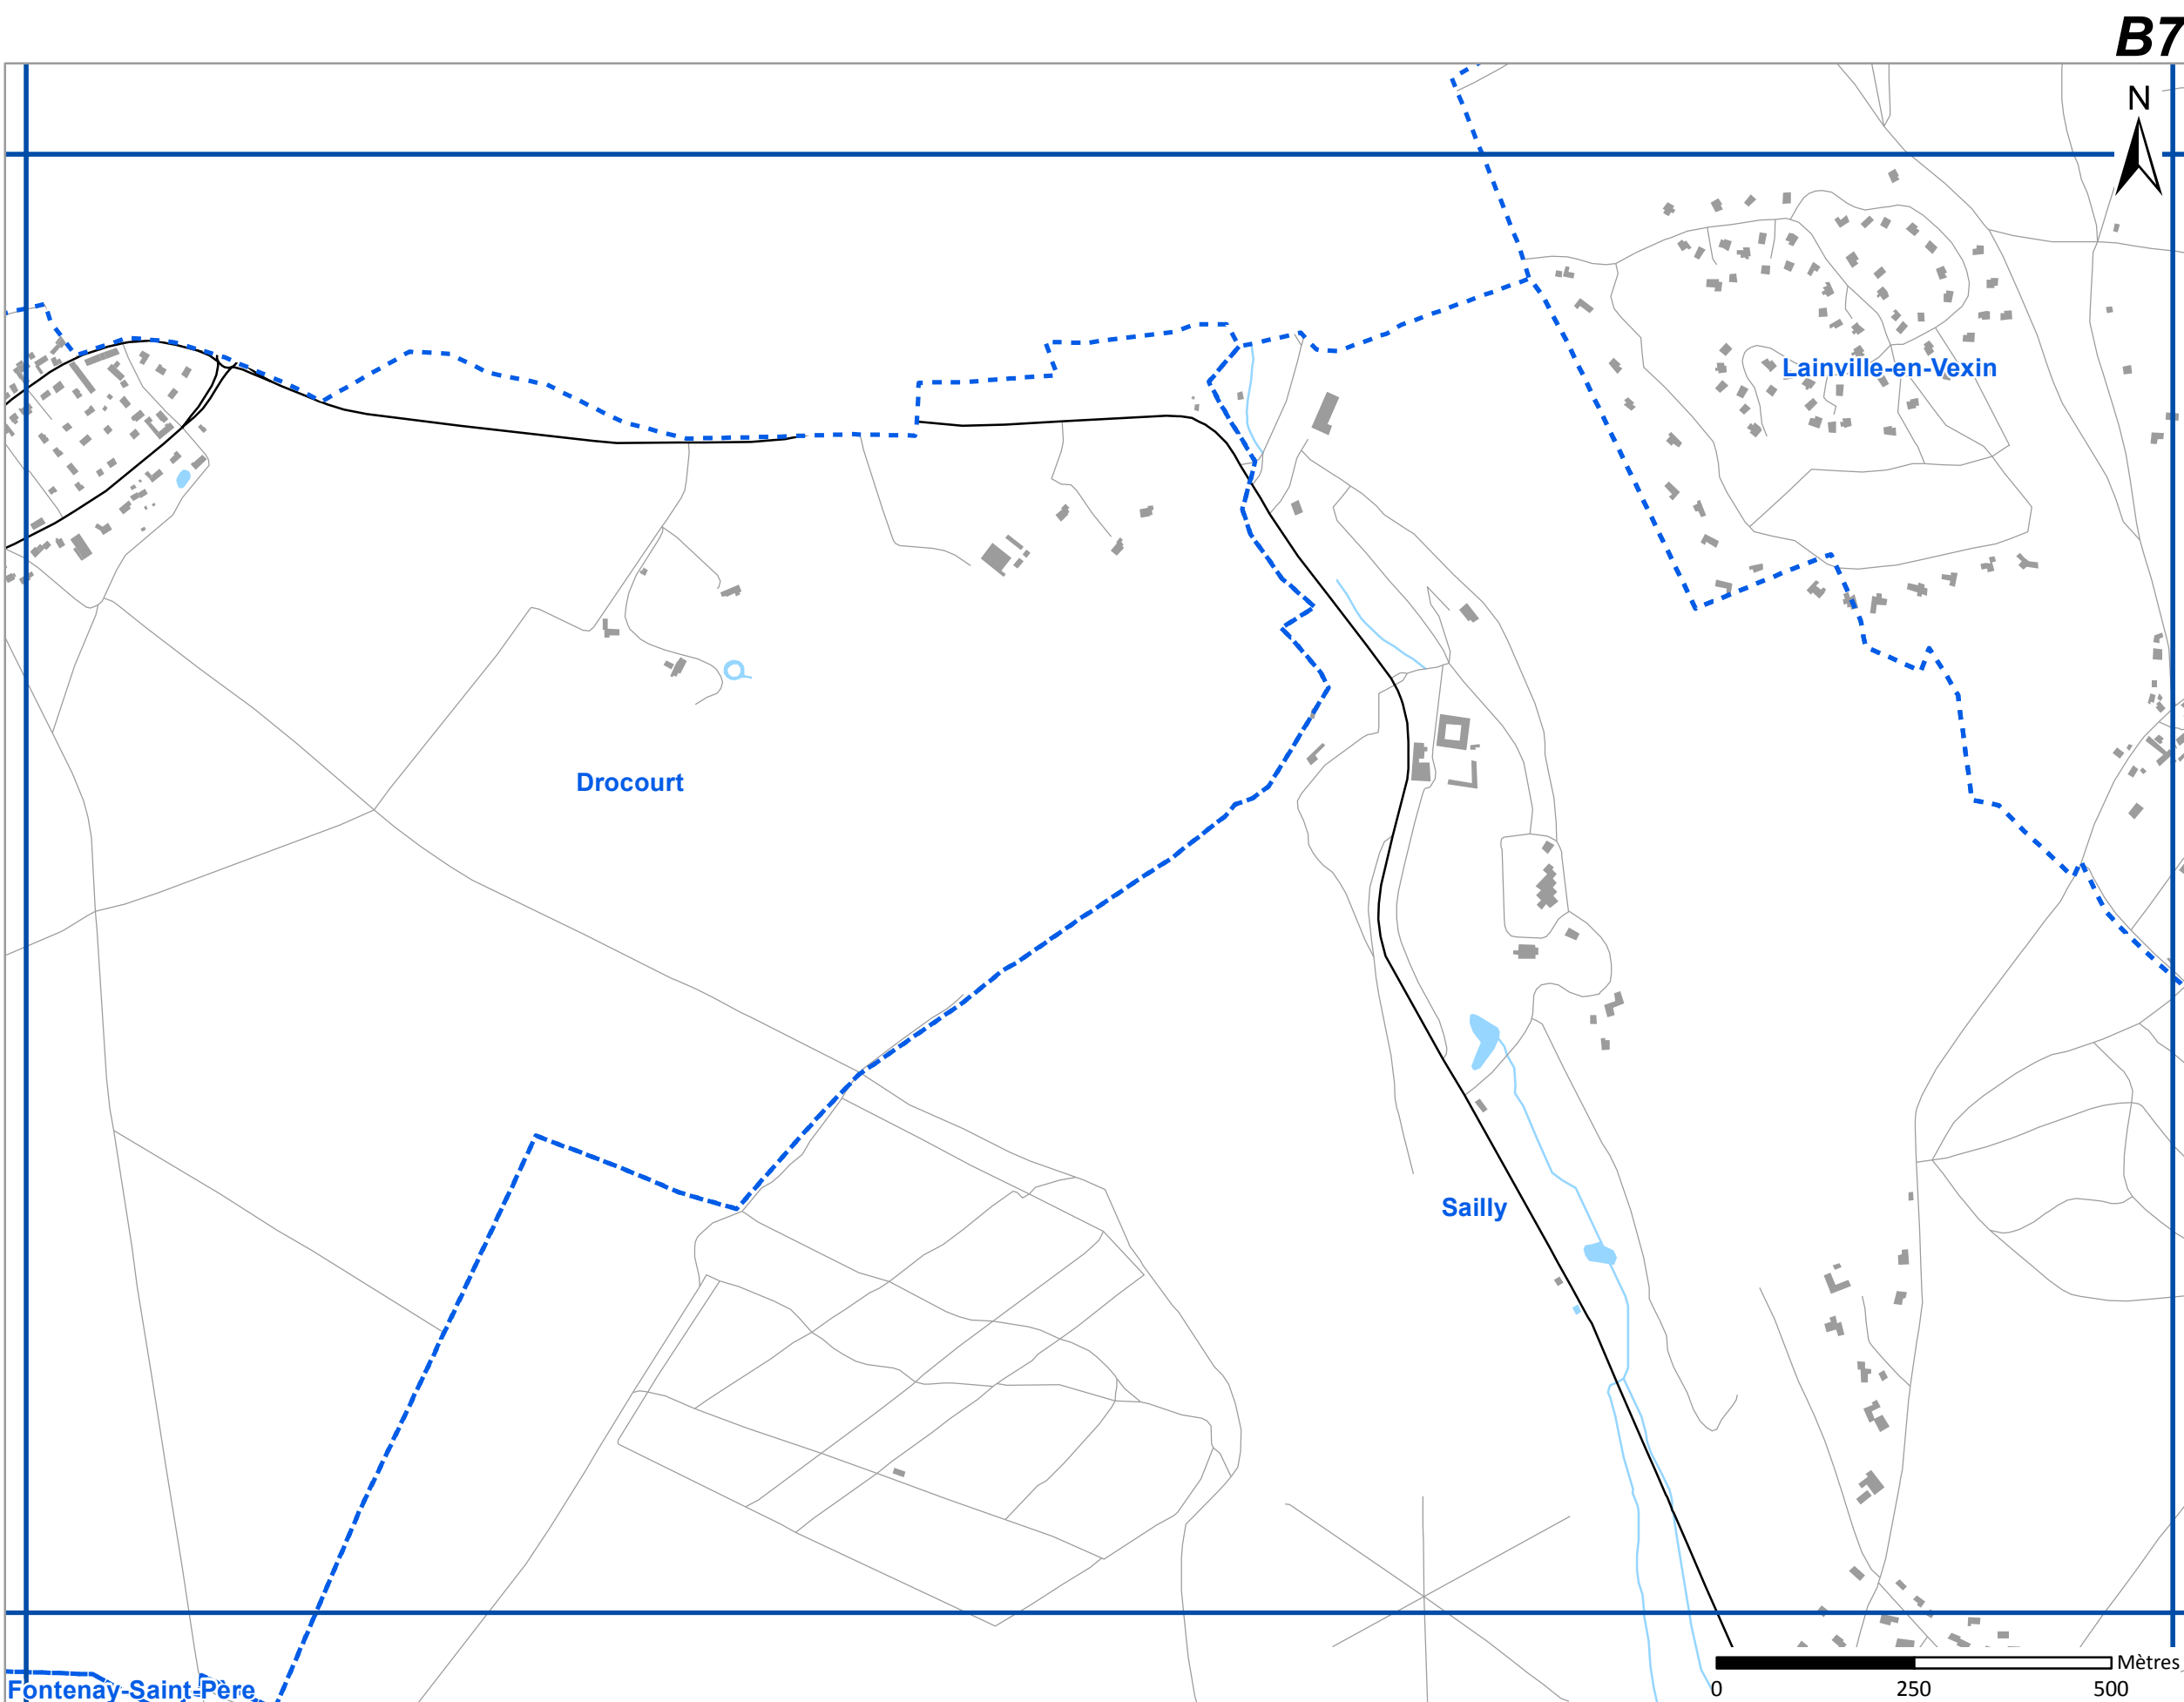 B7
N
Lainville-en-Vexin
Drocourt
Sailly
Fontenay-Saint-Père
Mètres
0 250 500